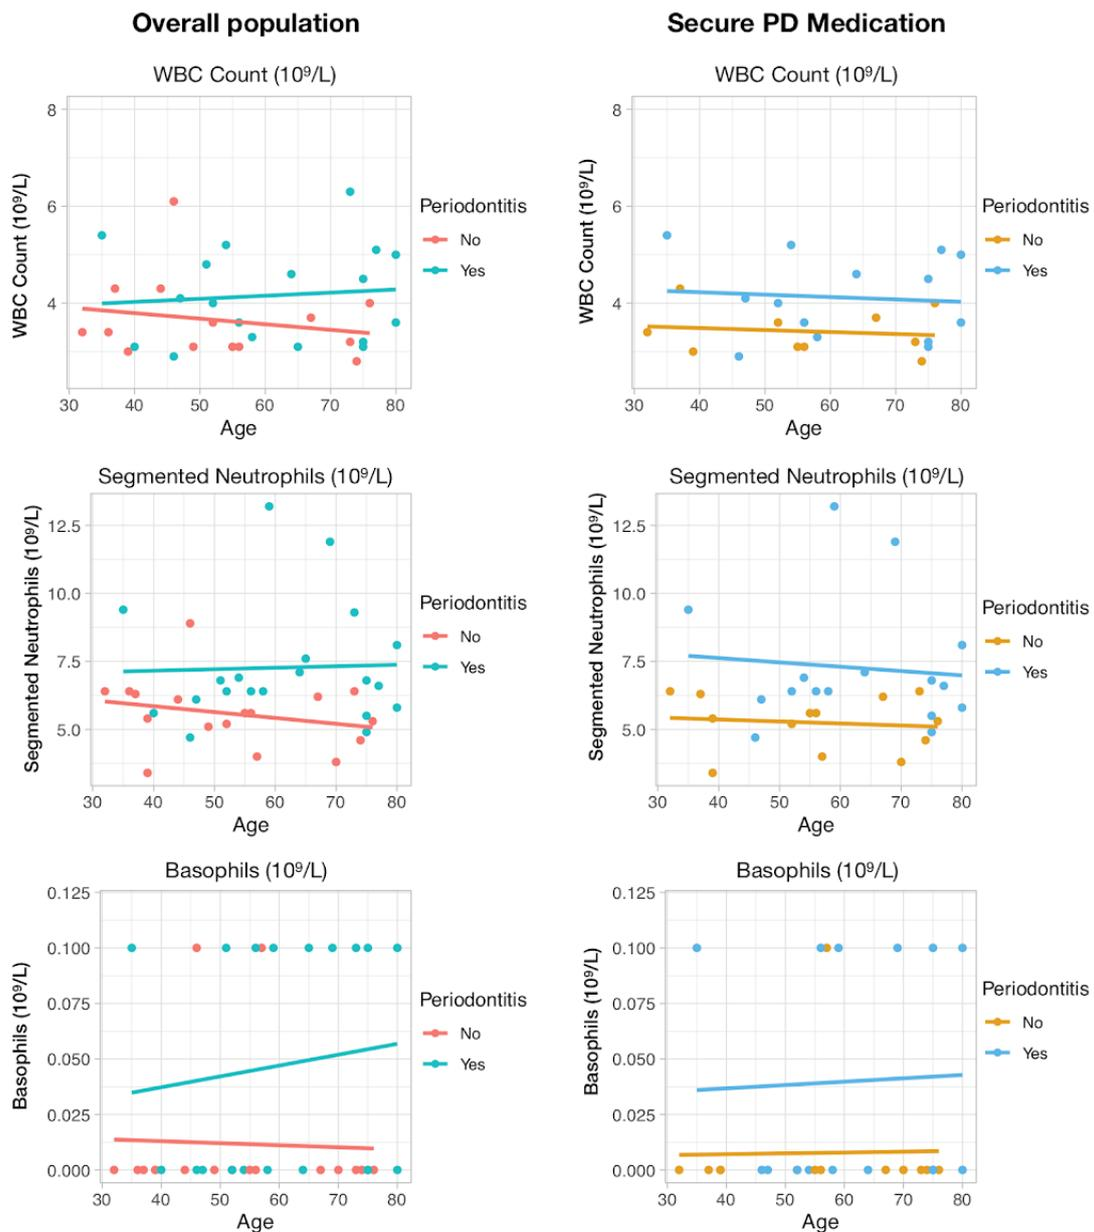 Overall population
Secure PD Medication
WBC Count (10⁹/L)
WBC Count (10⁹/L)
8
6
4
WBC Count (10⁹/L)
30 40 50 60 70 80
Age
Periodontitis
No
Yes
8
6
4
WBC Count (10⁹/L)
30 40 50 60 70 80
Age
Periodontitis
No
Yes
Segmented Neutrophils (10⁹/L)
Segmented Neutrophils (10⁹/L)
12.5
10.0
7.5
5.0
Segmented Neutrophils (10⁹/L)
30 40 50 60 70 80
Age
Periodontitis
No
Yes
12.5
10.0
7.5
5.0
Segmented Neutrophils (10⁹/L)
30 40 50 60 70 80
Age
Periodontitis
No
Yes
Basophils (10⁹/L)
Basophils (10⁹/L)
0.125
0.100
0.075
0.050
0.025
0.000
Basophils (10⁹/L)
30 40 50 60 70 80
Age
Periodontitis
No
Yes
0.125
0.100
0.075
0.050
0.025
0.000
Basophils (10⁹/L)
30 40 50 60 70 80
Age
Periodontitis
No
Yes